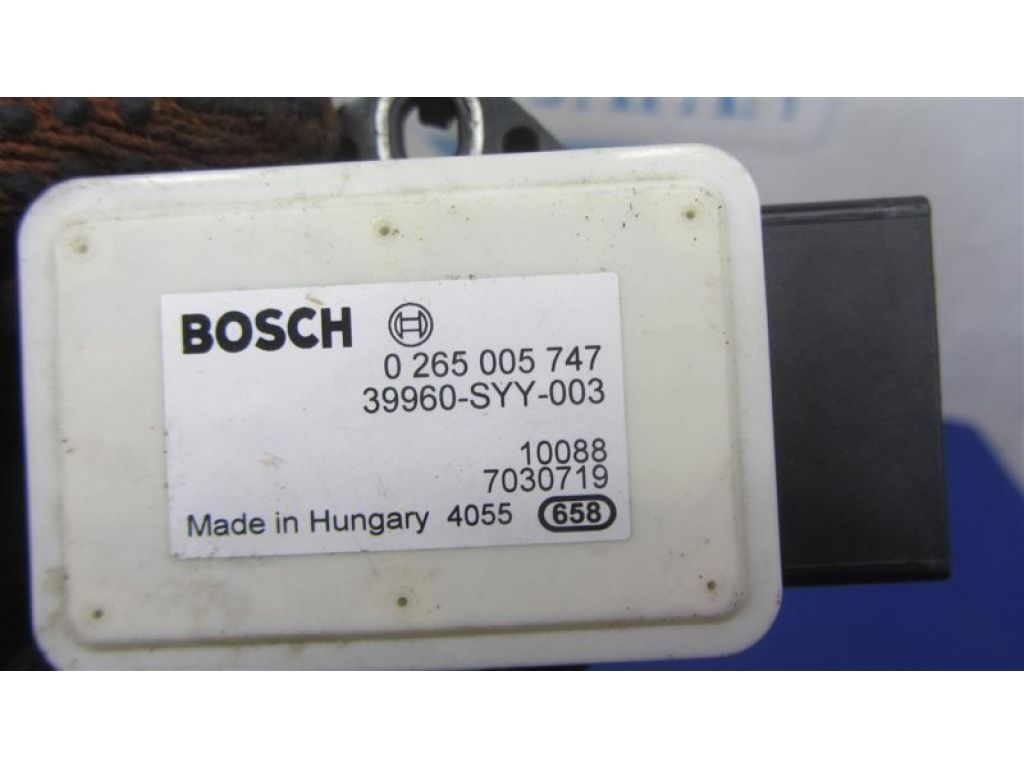 BOSCH
0 265 005 747
39960-SYY-003
10088
7030719
Made in Hungary 4055 658